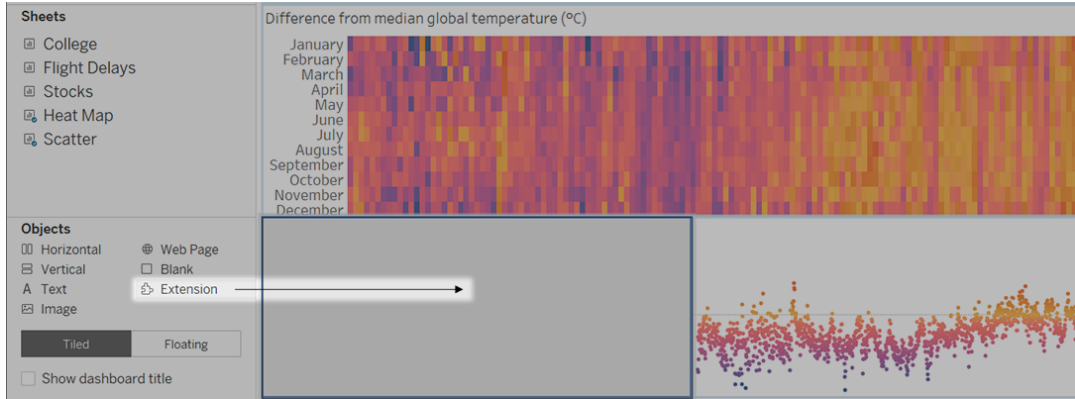 Sheets
College
Flight Delays
Stocks
Heat Map
Scatter
Difference from median global temperature (ºC)
January
February
March
April
May
June
July
August
September
October
November
December
Objects
Horizontal
Web Page
Vertical
Blank
Text
Extension
Image
Tiled
Floating
Show dashboard title